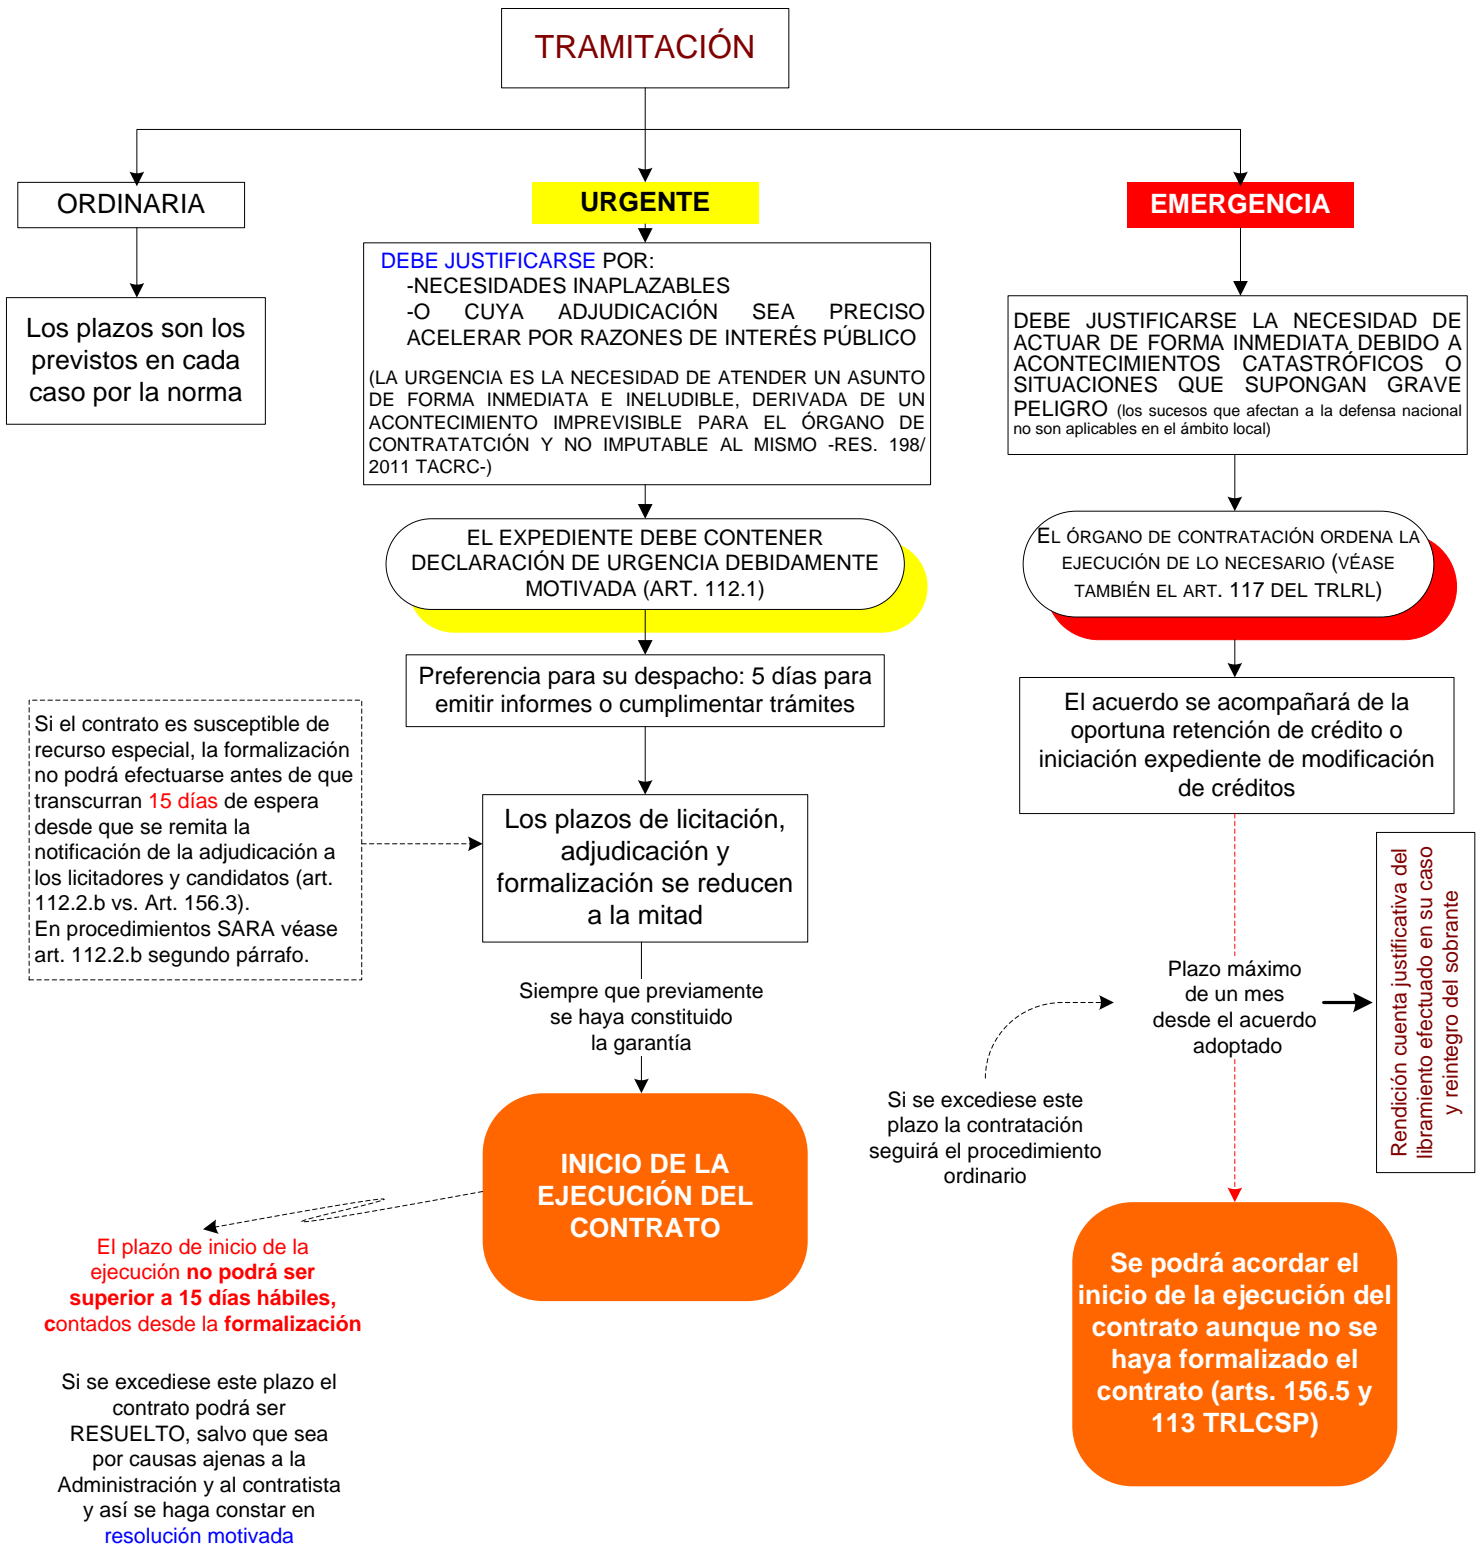 TRAMITACIÓN
ORDINARIA
Los plazos son los
previstos en cada
caso por la norma
URGENTE
DEBE JUSTIFICARSE POR:
-NECESIDADES INAPLAZABLES
-O CUYA ADJUDICACIÓN SEA PRECISO
ACELERAR POR RAZONES DE INTERÉS PÚBLICO
(LA URGENCIA ES LA NECESIDAD DE ATENDER UN ASUNTO
DE FORMA INMEDIATA E INELUDIBLE, DERIVADA DE UN
ACONTECIMIENTO IMPREVISIBLE PARA EL ÓRGANO DE
CONTRATATCIÓN Y NO IMPUTABLE AL MISMO -RES. 198/
2011 TACRC-)
EL EXPEDIENTE DEBE CONTENER
DECLARACIÓN DE URGENCIA DEBIDAMENTE
MOTIVADA (ART. 112.1)
Preferencia para su despacho: 5 días para
emitir informes o cumplimentar trámites
Si el contrato es susceptible de
recurso especial, la formalización
no podrá efectuarse antes de que
transcurran 15 días de espera
desde que se remita la
notificación de la adjudicación a
los licitadores y candidatos (art.
112.2.b vs. Art. 156.3).
En procedimientos SARA véase
art. 112.2.b segundo párrafo.
Los plazos de licitación,
adjudicación y
formalización se reducen
a la mitad
Siempre que previamente
se haya constituido
la garantía
INICIO DE LA
EJECUCIÓN DEL
CONTRATO
El plazo de inicio de la
ejecución no podrá ser
superior a 15 días hábiles,
contados desde la formalización
Si se excediese este plazo el
contrato podrá ser
RESUELTO, salvo que sea
por causas ajenas a la
Administración y al contratista
y así se haga constar en
resolución motivada
EMERGENCIA
DEBE JUSTIFICARSE LA NECESIDAD DE
ACTUAR DE FORMA INMEDIATA DEBIDO A
ACONTECIMIENTOS CATASTRÓFICOS O
SITUACIONES QUE SUPONGAN GRAVE
PELIGRO (los sucesos que afectan a la defensa nacional
no son aplicables en el ámbito local)
EL ÓRGANO DE CONTRATACIÓN ORDENA LA
EJECUCIÓN DE LO NECESARIO (VÉASE
TAMBIÉN EL ART. 117 DEL TRLRL)
El acuerdo se acompañará de la
oportuna retención de crédito o
iniciación expediente de modificación
de créditos
Plazo máximo
de un mes
desde el acuerdo
adoptado
Rendición cuenta justificativa del
libramiento efectuado en su caso
y reintegro del sobrante
Si se excediese este
plazo la contratación
seguirá el procedimiento
ordinario
Se podrá acordar el
inicio de la ejecución del
contrato aunque no se
haya formalizado el
contrato (arts. 156.5 y
113 TRLCSP)